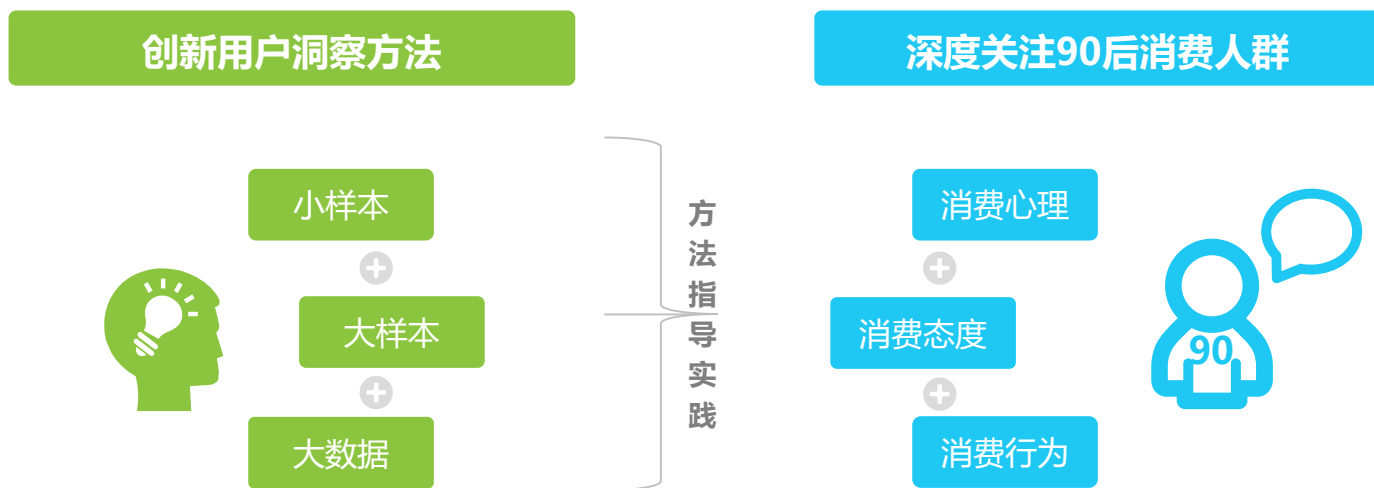 创新用户洞察方法
小样本
大样本
大数据
方法指导实践
深度关注90后消费人群
消费心理
消费态度
消费行为
90